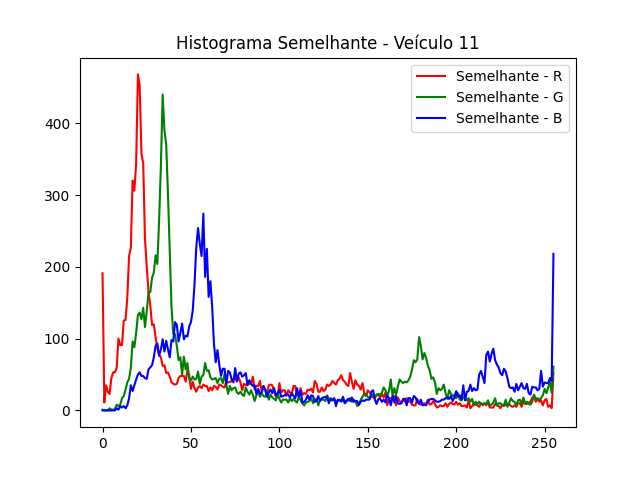 Histograma Semelhante - Veículo 11
Semelhante - R
Semelhante - G
Semelhante - B
400
300
200
100
0
0 50 100 150 200 250